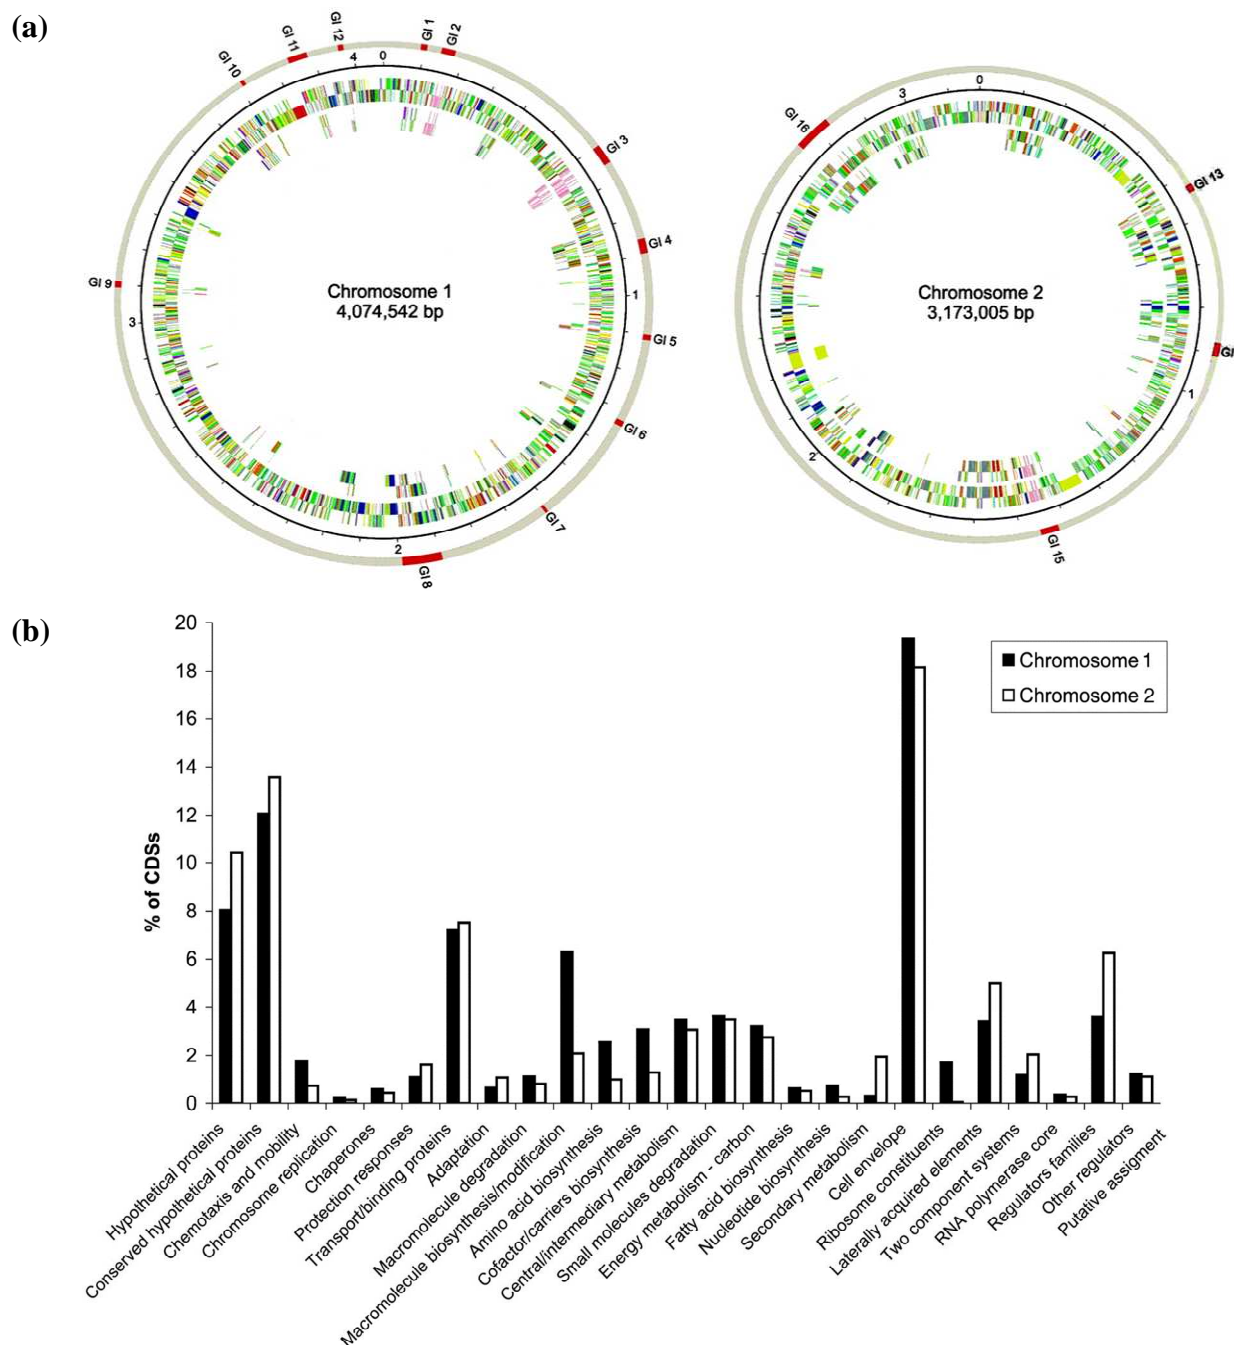 (a)
GI 1
GI 2
GI 3
GI 4
GI 5
GI 6
GI 7
GI 8
GI 9
GI 10
GI 11
GI 12
0
1
2
3
4
Chromosome 1
4,074,542 bp
GI 13
GI
GI 15
GI 16
0
1
2
3
Chromosome 2
3,173,005 bp
(b)
% of CDSs
20
18
16
14
12
10
8
6
4
2
0
Chromosome 1
Chromosome 2
Hypothetical proteins
Conserved hypothetical proteins
Chemotaxis and mobility
Chromosome replication
Chaperones
Protection responses
Transport/binding proteins
Adaptation
Macromolecule degradation
Macromolecule biosynthesis/modification
Amino acid biosynthesis
Cofactor/carriers biosynthesis
Central/intermediary metabolism
Small molecules degradation
Energy metabolism - carbon
Fatty acid biosynthesis
Nucleotide biosynthesis
Secondary metabolism
Cell envelope
Ribosome constituents
Laterally acquired elements
Two component systems
RNA polymerase core
Regulators families
Other regulators
Putative assigment